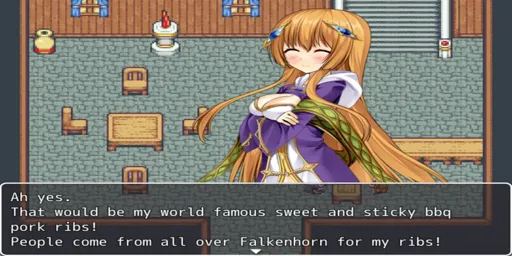 Ah yes.
That would be my world famous sweet and sticky bbq
pork ribs!
People come from all over Falkenhorn for my ribs!